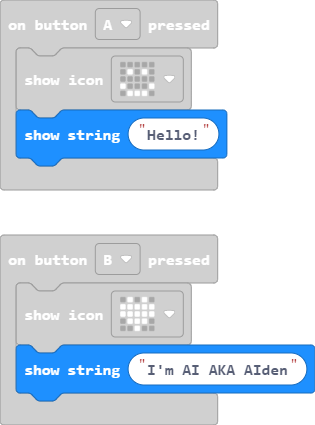 on button A pressed
show icon
show string "Hello!"
on button B pressed
show icon
show string "I'm AI AKA AIden"